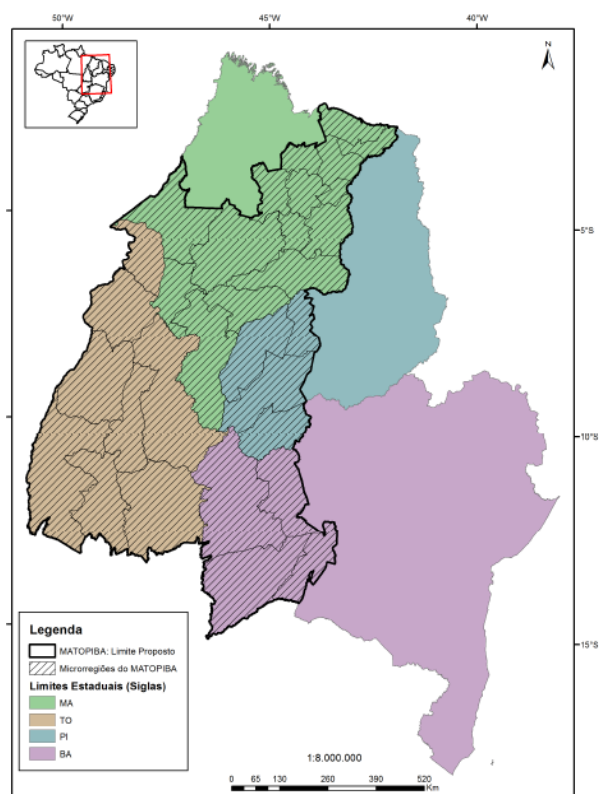 50°W 45°W 40°W
N
5°S
10°S
15°S
Legenda
MATOPIBA: Limite Proposto
Microrregiões do MATOPIBA
Limites Estaduais (Siglas)
MA
TO
PI
BA
1:8.000.000
0 65 130 260 390 520
Km